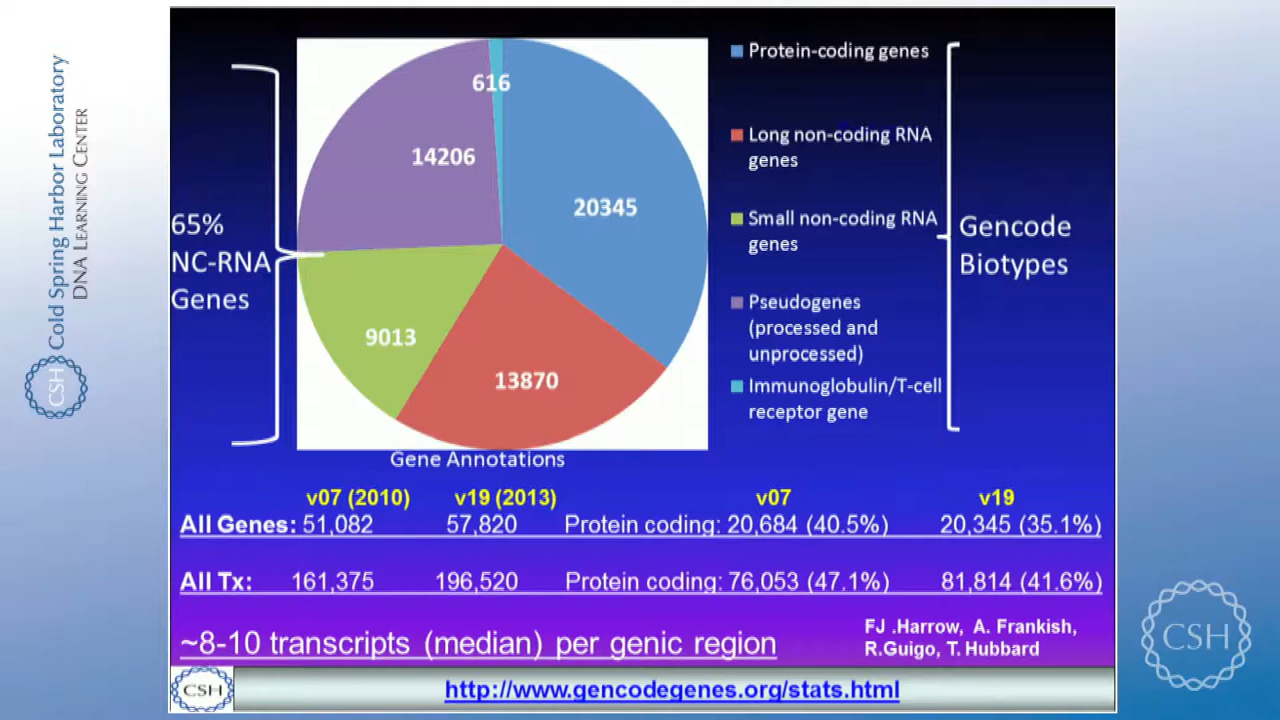 Cold Spring Harbor Laboratory
DNA LEARNING CENTER
CSH
65%
NC-RNA
Genes
616
14206
20345
9013
13870
Protein-coding genes
Long non-coding RNA
genes
Small non-coding RNA
genes
Pseudogenes
(processed and
unprocessed)
Immunoglobulin/T-cell
receptor gene
Gencode
Biotypes
Gene Annotations
v07 (2010) v19 (2013) v07 v19
All Genes: 51,082 57,820 Protein coding: 20,684 (40.5%) 20,345 (35.1%)
All Tx: 161,375 196,520 Protein coding: 76,053 (47.1%) 81,814 (41.6%)
~8-10 transcripts (median) per genic region
FJ .Harrow, A. Frankish,
R.Guigo, T. Hubbard
CSH
http://www.gencodegenes.org/stats.html
CSH